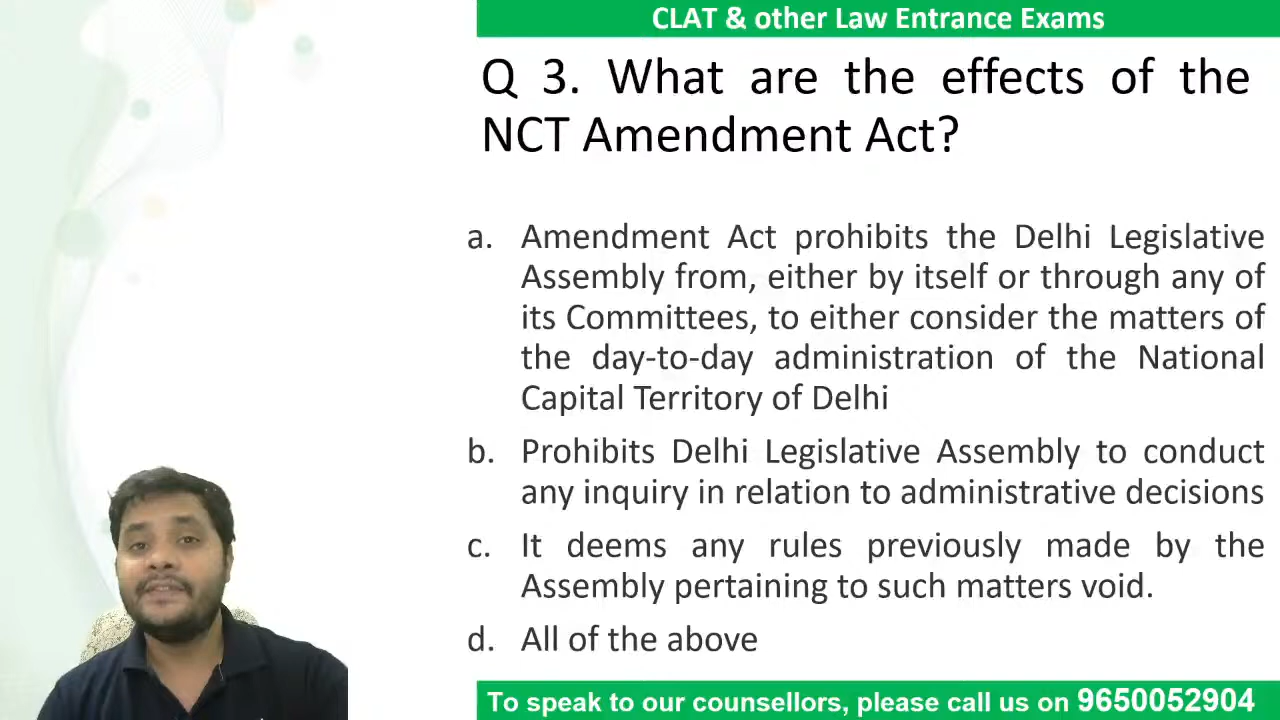 CLAT & other Law Entrance Exams
Q 3. What are the effects of the
NCT Amendment Act?
a. Amendment Act prohibits the Delhi Legislative
Assembly from, either by itself or through any of
its Committees, to either consider the matters of
the day-to-day administration of the National
Capital Territory of Delhi
b. Prohibits Delhi Legislative Assembly to conduct
any inquiry in relation to administrative decisions
c. It deems any rules previously made by the
Assembly pertaining to such matters void.
d. All of the above
To speak to our counsellors, please call us on 9650052904